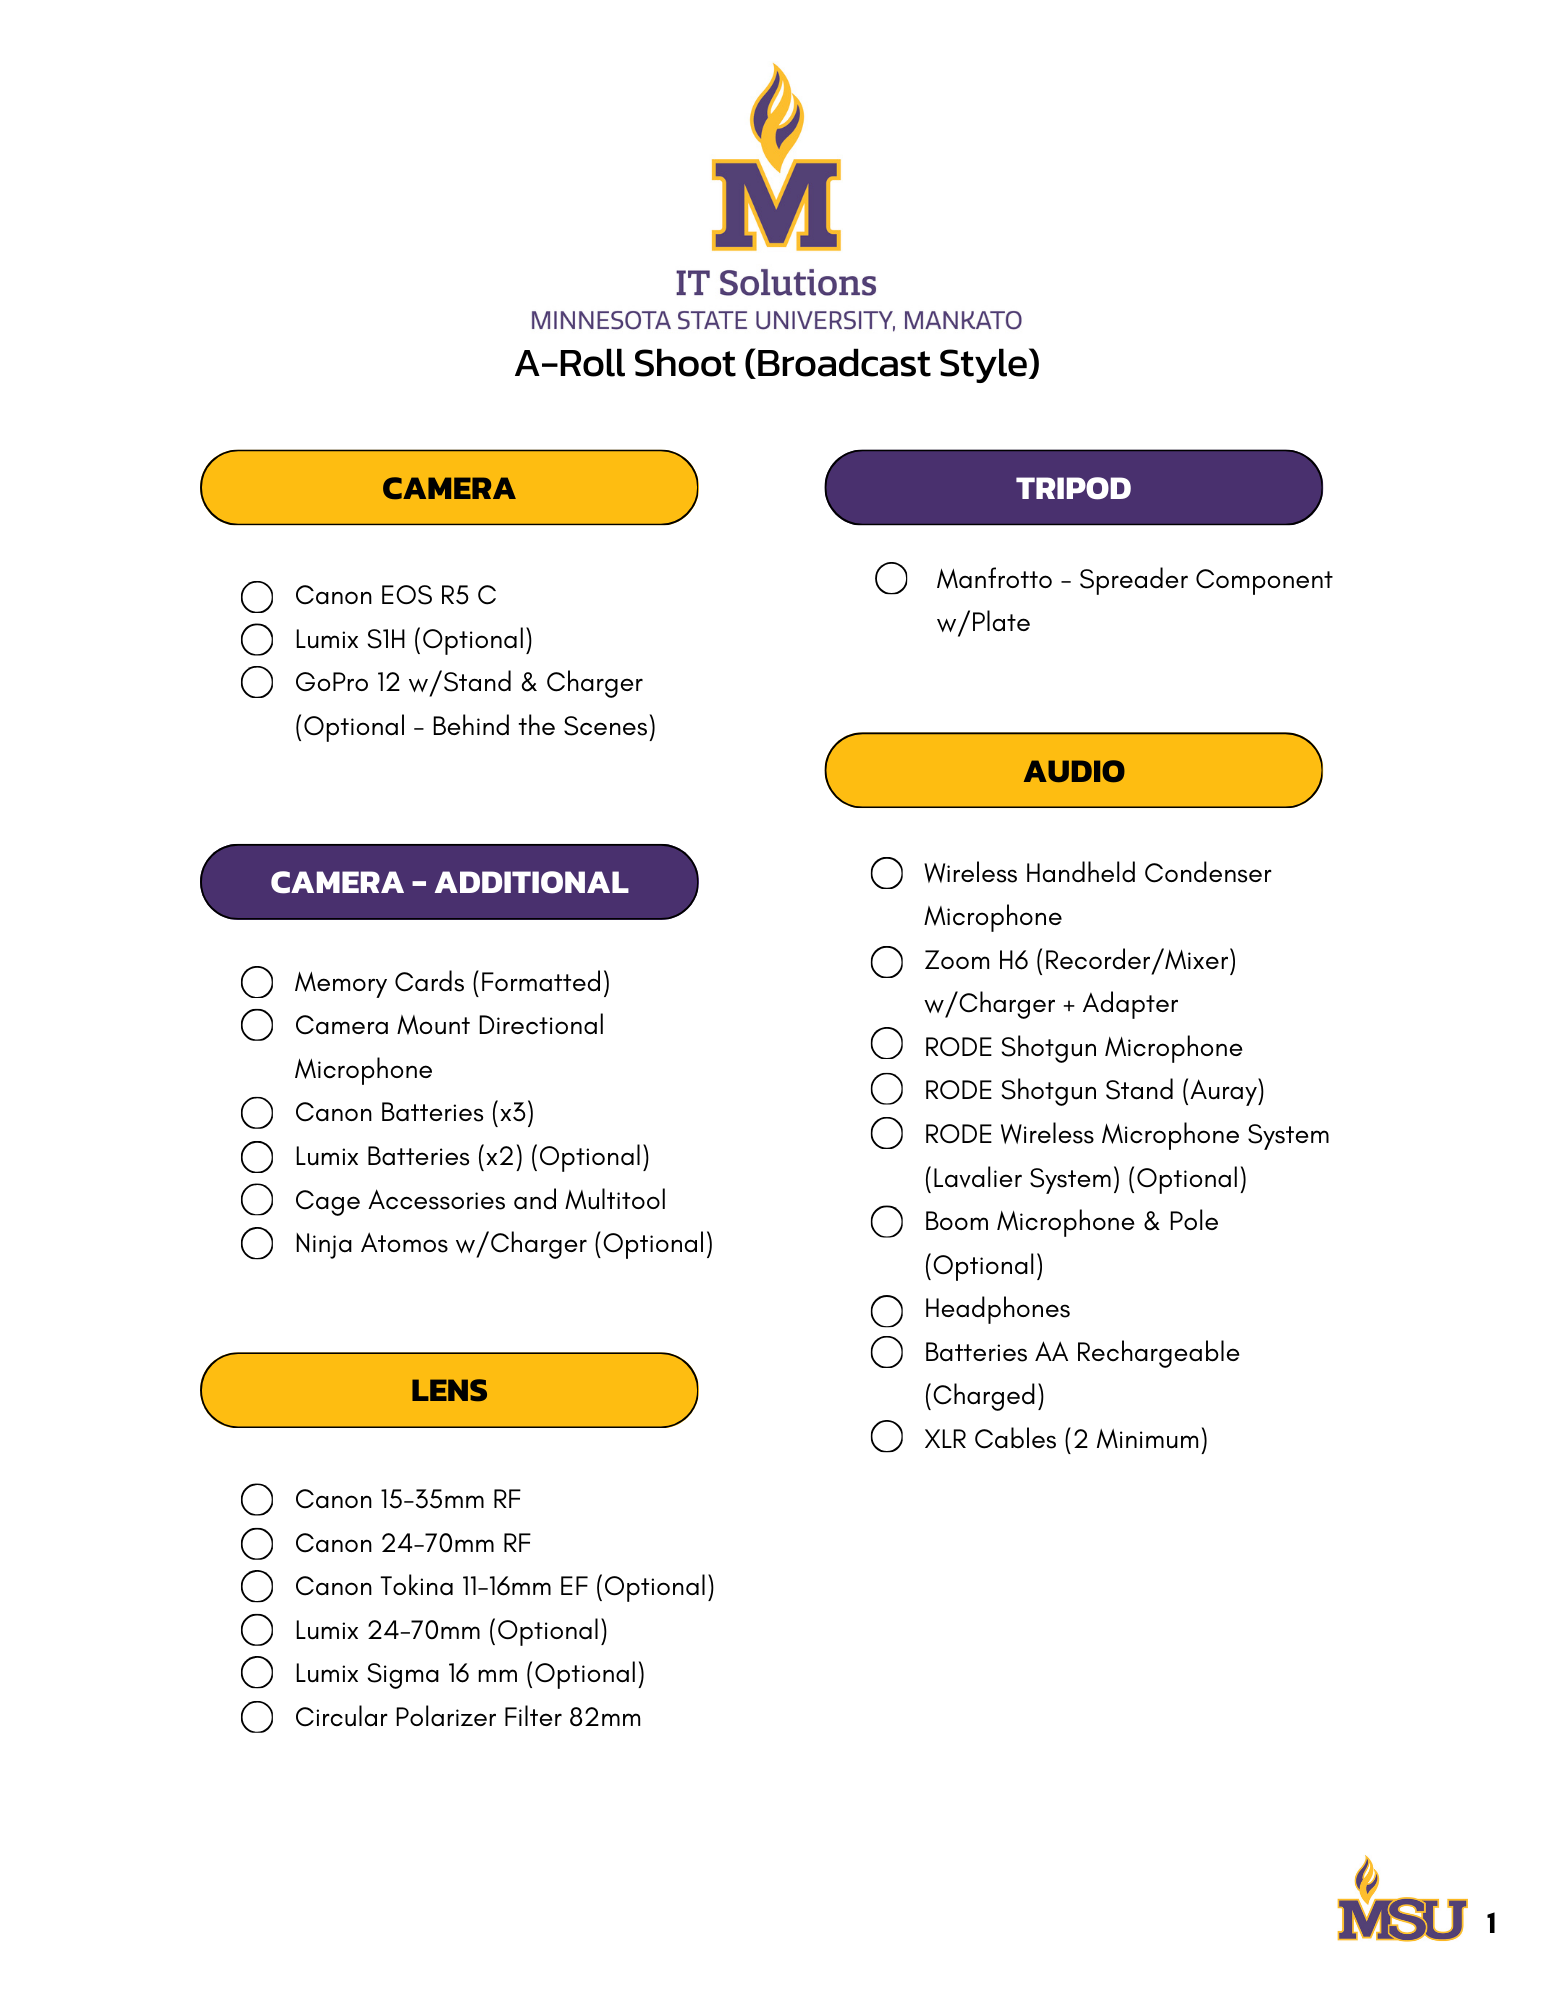 M
IT Solutions
MINNESOTA STATE UNIVERSITY, MANKATO
A-Roll Shoot (Broadcast Style)
CAMERA
Canon EOS R5 C
Lumix S1H (Optional)
GoPro 12 w/Stand & Charger
(Optional - Behind the Scenes)
CAMERA - ADDITIONAL
Memory Cards (Formatted)
Camera Mount Directional
Microphone
Canon Batteries (x3)
Lumix Batteries (x2) (Optional)
Cage Accessories and Multitool
Ninja Atomos w/Charger (Optional)
LENS
Canon 15-35mm RF
Canon 24-70mm RF
Canon Tokina 11-16mm EF (Optional)
Lumix 24-70mm (Optional)
Lumix Sigma 16 mm (Optional)
Circular Polarizer Filter 82mm
TRIPOD
Manfrotto - Spreader Component
w/Plate
AUDIO
Wireless Handheld Condenser
Microphone
Zoom H6 (Recorder/Mixer)
w/Charger + Adapter
RODE Shotgun Microphone
RODE Shotgun Stand (Auray)
RODE Wireless Microphone System
(Lavalier System) (Optional)
Boom Microphone & Pole
(Optional)
Headphones
Batteries AA Rechargeable
(Charged)
XLR Cables (2 Minimum)
MSU
1